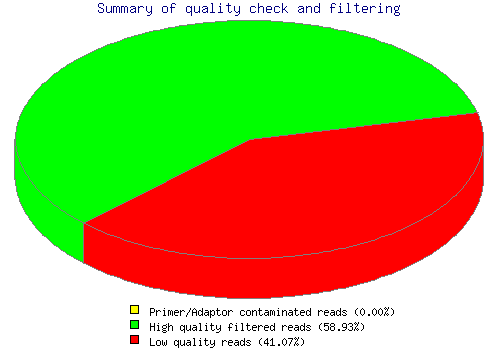 Summary of quality check and filtering
Primer/Adaptor contaminated reads (0.00%)
High quality filtered reads (58.93%)
Low quality reads (41.07%)